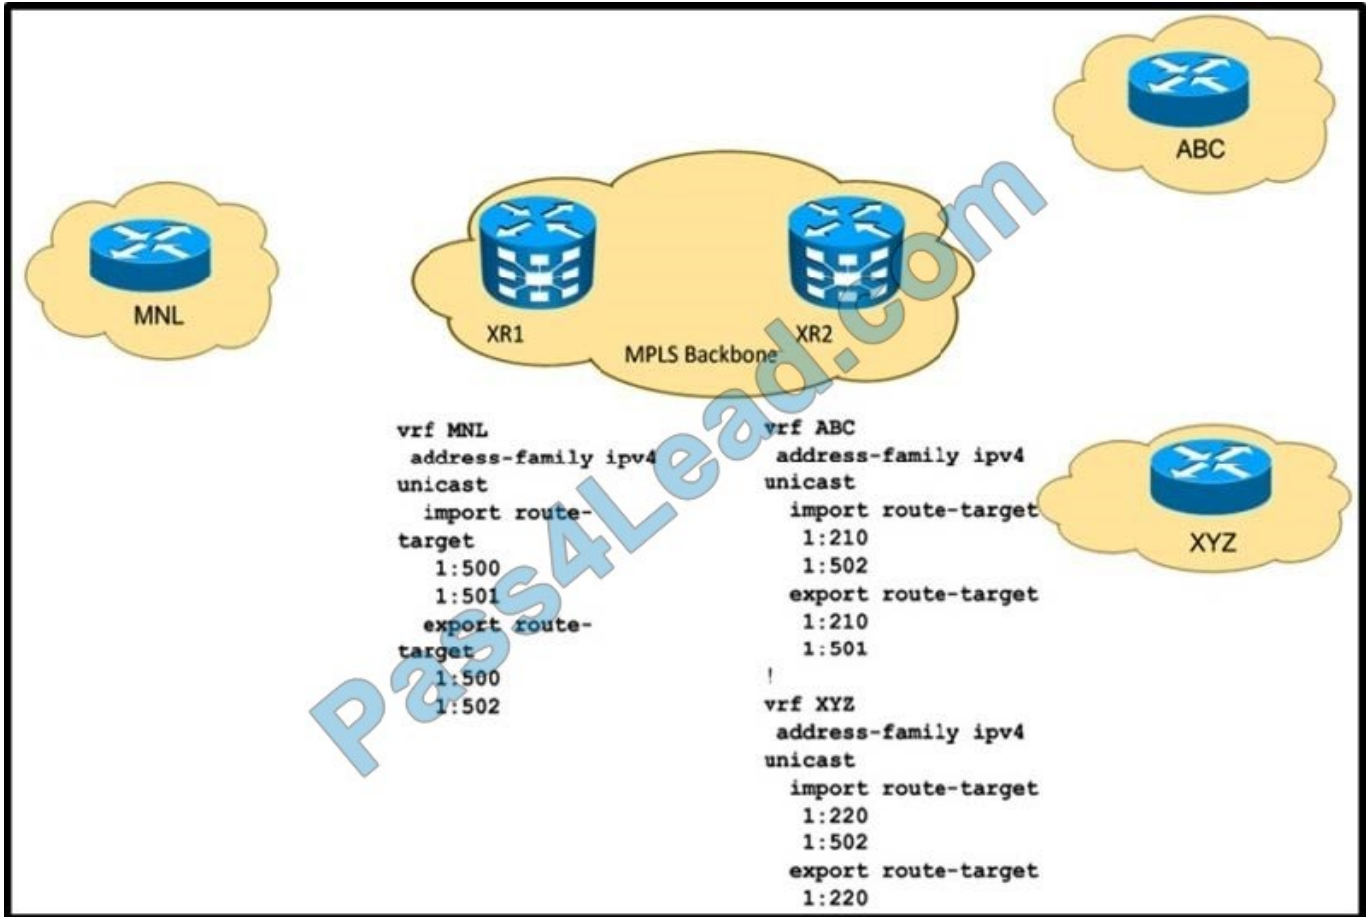 ABC
MNL
XR1
XR2
MPLS Backbone
XYZ
vrf MNL
address-family ipv4
unicast
import route-
target
1:500
1:501
export route-
target
1:500
1:502
vrf ABC
address-family ipv4
unicast
import route-target
1:210
1:502
export route-target
1:210
1:501
!
vrf XYZ
address-family ipv4
unicast
import route-target
1:220
1:502
export route-target
1:220
Pass4Lead.com